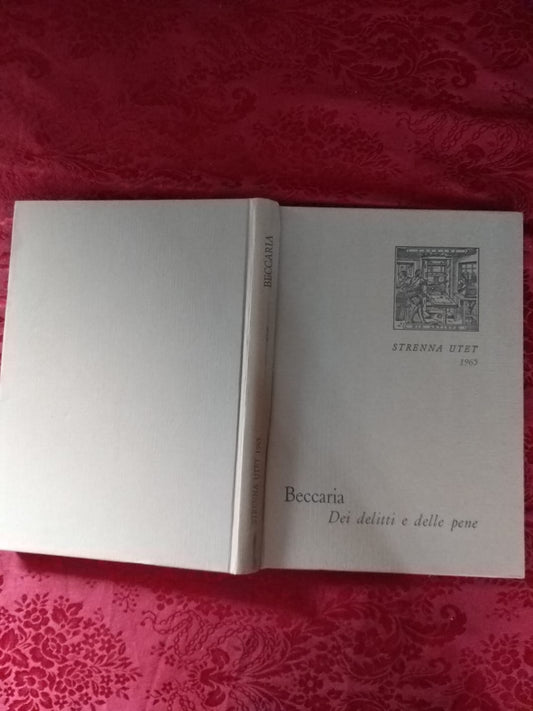 BECCARIA
STRENNA UTET 1965
STRENNA UTET
1965
Beccaria
Dei delitti e delle pene